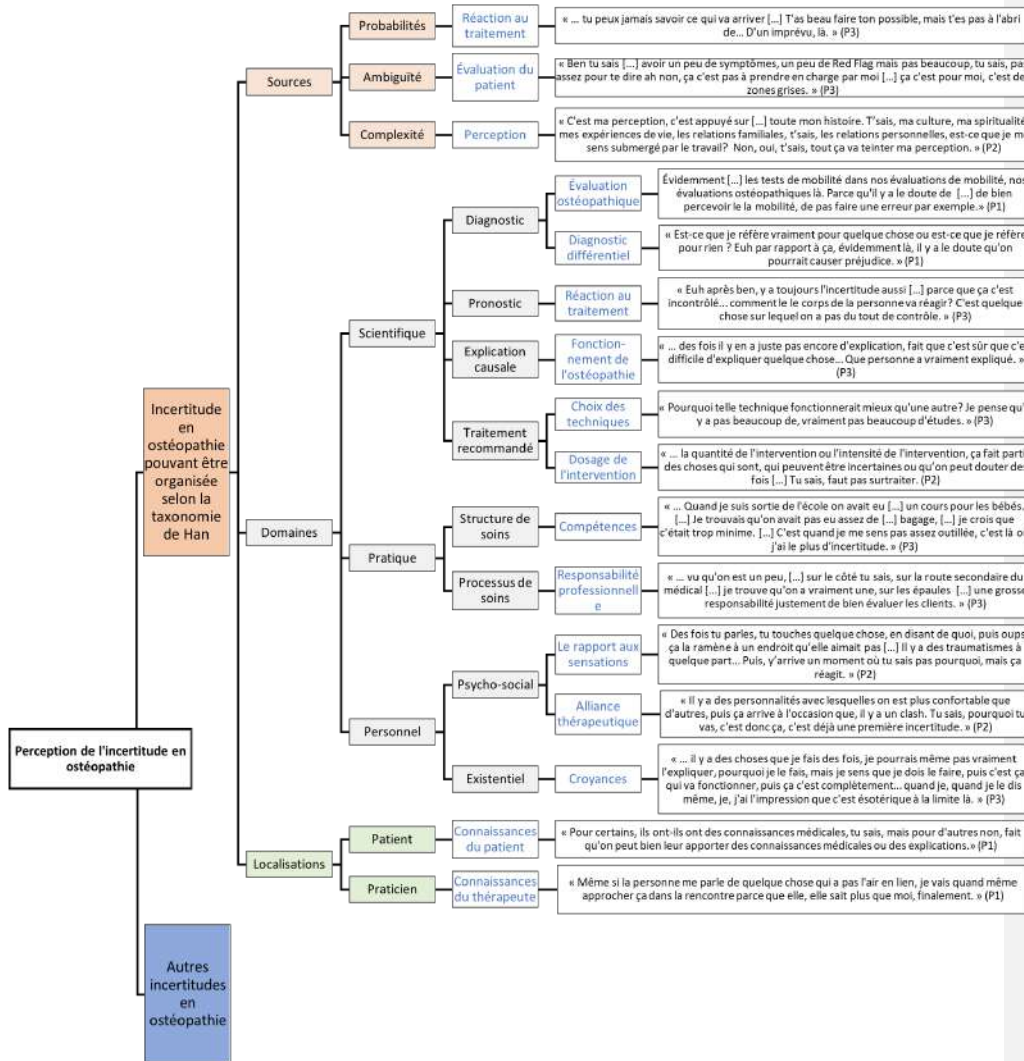 Probabilités
Réaction au
traitement
« ... tu peux jamais savoir ce qui va arriver [...] T'as beau faire ton possible, mais t'es pas à l'abri
de... D'un imprévu, là. » (P3)
Sources
Ambiguïté
Évaluation du
patient
« Ben tu sais [...] avoir un peu de symptômes, un peu de Red Flag mais pas beaucoup, tu sais, pas
assez pour te dire ah non, ça c'est pas à prendre en charge par moi [...] ça c'est pour moi, c'est de
zones grises. » (P3)
Complexité
Perception
« C'est ma perception, c'est appuyé sur [...] toute mon histoire. T'sais, ma culture, ma spiritualité
mes expériences de vie, les relations familiales, t'sais, les relations personnelles, est-ce que je m
sens submergé par le travail? Non, oui, t'sais, tout ça va teinter ma perception. » (P2)
Diagnostic
Évaluation
ostéopathique
Évidemment [...] les tests de mobilité dans nos évaluations de mobilité, nos
évaluations ostéopathiques là. Parce qu'il y a le doute de [...] de bien
percevoir le la mobilité, de pas faire une erreur par exemple.» (P1)
Diagnostic
différentiel
« Est-ce que je réfère vraiment pour quelque chose ou est-ce que je réfère
pour rien ? Euh par rapport à ça, évidemment là, il y a le doute qu'on
pourrait causer préjudice. » (P1)
Scientifique
Pronostic
Réaction au
traitement
« Euh après ben, y a toujours l'incertitude aussi [...] parce que ça c'est
incontrôlé... comment le le corps de la personne va réagir? C'est quelque
chose sur lequel on a pas du tout de contrôle. » (P3)
Explication
causale
Fonction-
nement de
l'ostéopathie
« ... des fois il y en a juste pas encore d'explication, fait que c'est sûr que c'e
difficile d'expliquer quelque chose... Que personne a vraiment expliqué. »
(P3)
Traitement
recommandé
Choix des
techniques
« Pourquoi telle technique fonctionnerait mieux qu'une autre? Je pense qu'
y a pas beaucoup de, vraiment pas beaucoup d'études. » (P3)
Dosage de
l'intervention
« ... la quantité de l'intervention ou l'intensité de l'intervention, ça fait parti
des choses qui sont, qui peuvent être incertaines ou qu'on peut douter des
fois [...] Tu sais, faut pas surtraiter. (P2)
Incertitude
en
ostéopathie
pouvant être
organisée
selon la
taxonomie
de Han
Domaines
Pratique
Structure de
soins
Compétences
« ... Quand je suis sortie de l'école on avait eu [...] un cours pour les bébés.
[...] Je trouvais qu'on avait pas eu assez de [...] bagage, [...] je crois que
c'était trop minime. [...] C'est quand je me sens pas assez outillée, c'est là o
j'ai le plus d'incertitude. » (P3)
Processus de
soins
Responsabilité
professionnell
e
« ... vu qu'on est un peu, [...] sur le côté tu sais, sur la route secondaire du
médical [...] je trouve qu'on a vraiment une, sur les épaules [...] une grosse
responsabilité justement de bien évaluer les clients. » (P3)
Personnel
Psycho-social
Le rapport aux
sensations
« Des fois tu parles, tu touches quelque chose, en disant de quoi, puis oups
ça la ramène à un endroit qu'elle aimait pas [...] Il y a des traumatismes à
quelque part... Puis, y'arrive un moment où tu sais pas pourquoi, mais ça
réagit. » (P2)
Alliance
thérapeutique
« Il y a des personnalités avec lesquelles on est plus confortable que
d'autres, puis ça arrive à l'occasion que, il y a un clash. Tu sais, pourquoi tu
vas, c'est donc ça, c'est déjà une première incertitude. » (P2)
Existentiel
Croyances
« ... il y a des choses que je fais des fois, je pourrais même pas vraiment
l'expliquer, pourquoi je le fais, mais je sens que je dois le faire, puis c'est ça
qui va fonctionner, puis ça c'est complètement... quand je, quand je le dis
même, je, j'ai l'impression que c'est ésotérique à la limite là. » (P3)
Perception de l'incertitude en
ostéopathie
Localisations
Patient
Connaissances
du patient
« Pour certains, ils ont-ils ont des connaissances médicales, tu sais, mais pour d'autres non, fait
qu'on peut bien leur apporter des connaissances médicales ou des explications.» (P1)
Praticien
Connaissances
du thérapeute
« Même si la personne me parle de quelque chose qui a pas l'air en lien, je vais quand même
approcher ça dans la rencontre parce que elle, elle sait plus que moi, finalement. » (P1)
Autres
incertitudes
en
ostéopathie